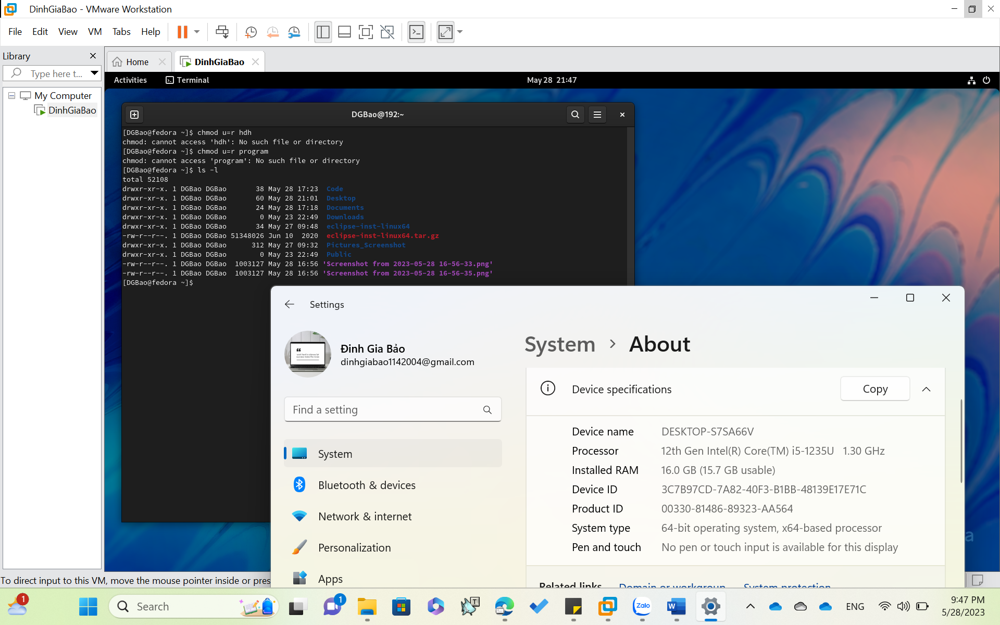 DinhGiaBao - VMware Workstation
File Edit View VM Tabs Help
Library
Home
DinhGiaBao
Type here t...
My Computer
DinhGiaBao
Activities Terminal May 28 21:47
DGBao@192:~
[DGBao@fedora ~]$ chmod u=r hdh
chmod: cannot access 'hdh': No such file or directory
[DGBao@fedora ~]$ chmod u=r program
chmod: cannot access 'program': No such file or directory
[DGBao@fedora ~]$ ls -l
total 52108
drwxr-xr-x. 1 DGBao DGBao 38 May 28 17:23 Code
drwxr-xr-x. 1 DGBao DGBao 60 May 28 21:01 Desktop
drwxr-xr-x. 1 DGBao DGBao 24 May 28 17:18 Documents
drwxr-xr-x. 1 DGBao DGBao 0 May 23 22:49 Downloads
drwxr-xr-x. 1 DGBao DGBao 34 May 27 09:48 eclipse-inst-linux64
-rw-r--r--. 1 DGBao DGBao 51348026 Jun 10 2020 eclipse-inst-linux64.tar.gz
drwxr-xr-x. 1 DGBao DGBao 312 May 27 09:32 Pictures_Screenshot
drwxr-xr-x. 1 DGBao DGBao 0 May 23 22:49 Public
-rw-r--r--. 1 DGBao DGBao 1003127 May 28 16:56 'Screenshot from 2023-05-28 16-56-33.png'
-rw-r--r--. 1 DGBao DGBao 1003127 May 28 16:56 'Screenshot from 2023-05-28 16-56-35.png'
[DGBao@fedora ~]$
Settings
Đinh Gia Bảo
dinhgiabao1142004@gmail.com
Find a setting
System
Bluetooth & devices
Network & internet
Personalization
Apps
System > About
Device specifications
Copy
Device name DESKTOP-S7SA66V
Processor 12th Gen Intel(R) Core(TM) i5-1235U 1.30 GHz
Installed RAM 16.0 GB (15.7 GB usable)
Device ID 3C7B97CD-7A82-40F3-B1BB-48139E17E71C
Product ID 00330-81486-89323-AA564
System type 64-bit operating system, x64-based processor
Pen and touch No pen or touch input is available for this display
Related links Domain or workgroup System protection
a
To direct input to this VM, move the mouse pointer inside or pres
1
Search
1
Zalo
ENG
9:47 PM
5/28/2023